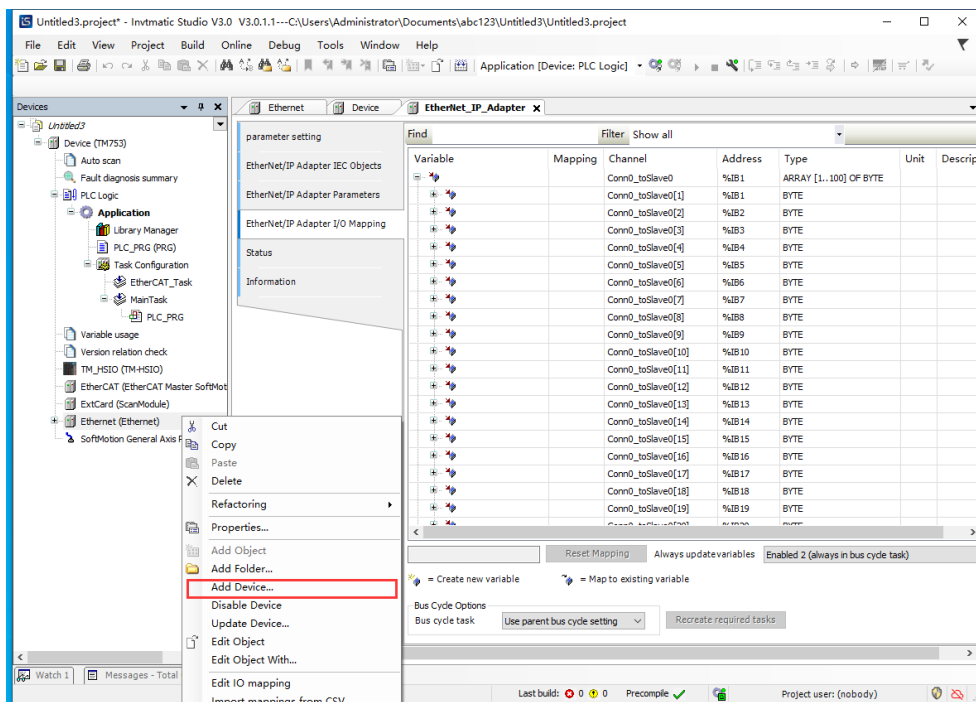 Untitled3.project* - Invtmatic Studio V3.0 V3.0.1.1---C:\Users\Administrator\Documents\abc123\Untitled3\Untitled3.project
File Edit View Project Build Online Debug Tools Window Help
Application [Device: PLC Logic]
Devices
Untitled3
Device (TM753)
Auto scan
Fault diagnosis summary
PLC Logic
Application
Library Manager
PLC_PRG (PRG)
Task Configuration
EtherCAT_Task
MainTask
PLC_PRG
Variable usage
Version relation check
TM_HSIO (TM-HSIO)
EtherCAT (EtherCAT Master SoftMot
ExtCard (ScanModule)
Ethernet (Ethernet)
SoftMotion General Axis P
Cut
Copy
Paste
Delete
Refactoring
Properties...
Add Object
Add Folder...
Add Device...
Disable Device
Update Device...
Edit Object
Edit Object With...
Edit IO mapping
Import mappings from CSV
Ethernet Device EtherNet_IP_Adapter
parameter setting
EtherNet/IP Adapter IEC Objects
EtherNet/IP Adapter Parameters
EtherNet/IP Adapter I/O Mapping
Status
Information
Find Filter Show all
Variable Mapping Channel Address Type Unit Descrip
Conn0_toSlave0 %IB1 ARRAY [1..100] OF BYTE
Conn0_toSlave0[1] %IB1 BYTE
Conn0_toSlave0[2] %IB2 BYTE
Conn0_toSlave0[3] %IB3 BYTE
Conn0_toSlave0[4] %IB4 BYTE
Conn0_toSlave0[5] %IB5 BYTE
Conn0_toSlave0[6] %IB6 BYTE
Conn0_toSlave0[7] %IB7 BYTE
Conn0_toSlave0[8] %IB8 BYTE
Conn0_toSlave0[9] %IB9 BYTE
Conn0_toSlave0[10] %IB10 BYTE
Conn0_toSlave0[11] %IB11 BYTE
Conn0_toSlave0[12] %IB12 BYTE
Conn0_toSlave0[13] %IB13 BYTE
Conn0_toSlave0[14] %IB14 BYTE
Conn0_toSlave0[15] %IB15 BYTE
Conn0_toSlave0[16] %IB16 BYTE
Conn0_toSlave0[17] %IB17 BYTE
Conn0_toSlave0[18] %IB18 BYTE
Conn0_toSlave0[19] %IB19 BYTE
Reset Mapping Always update variables Enabled 2 (always in bus cycle task)
= Create new variable = Map to existing variable
Bus Cycle Options
Bus cycle task Use parent bus cycle setting Recreate required tasks
Watch 1 Messages - Total
Last build: 0 0 Precompile Project user: (nobody)